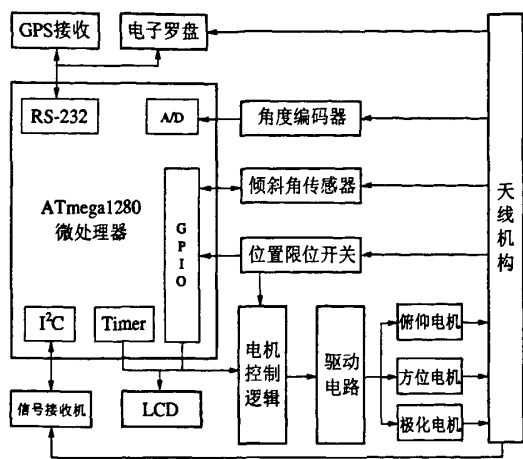 GPS接收
电子罗盘
RS-232
A/D
角度编码器
倾斜角传感器
ATmega1280
微处理器
GPIO
位置限位开关
天线机构
I²C
Timer
电机
控制
逻辑
驱动
电路
俯仰电机
方位电机
极化电机
信号接收机
LCD